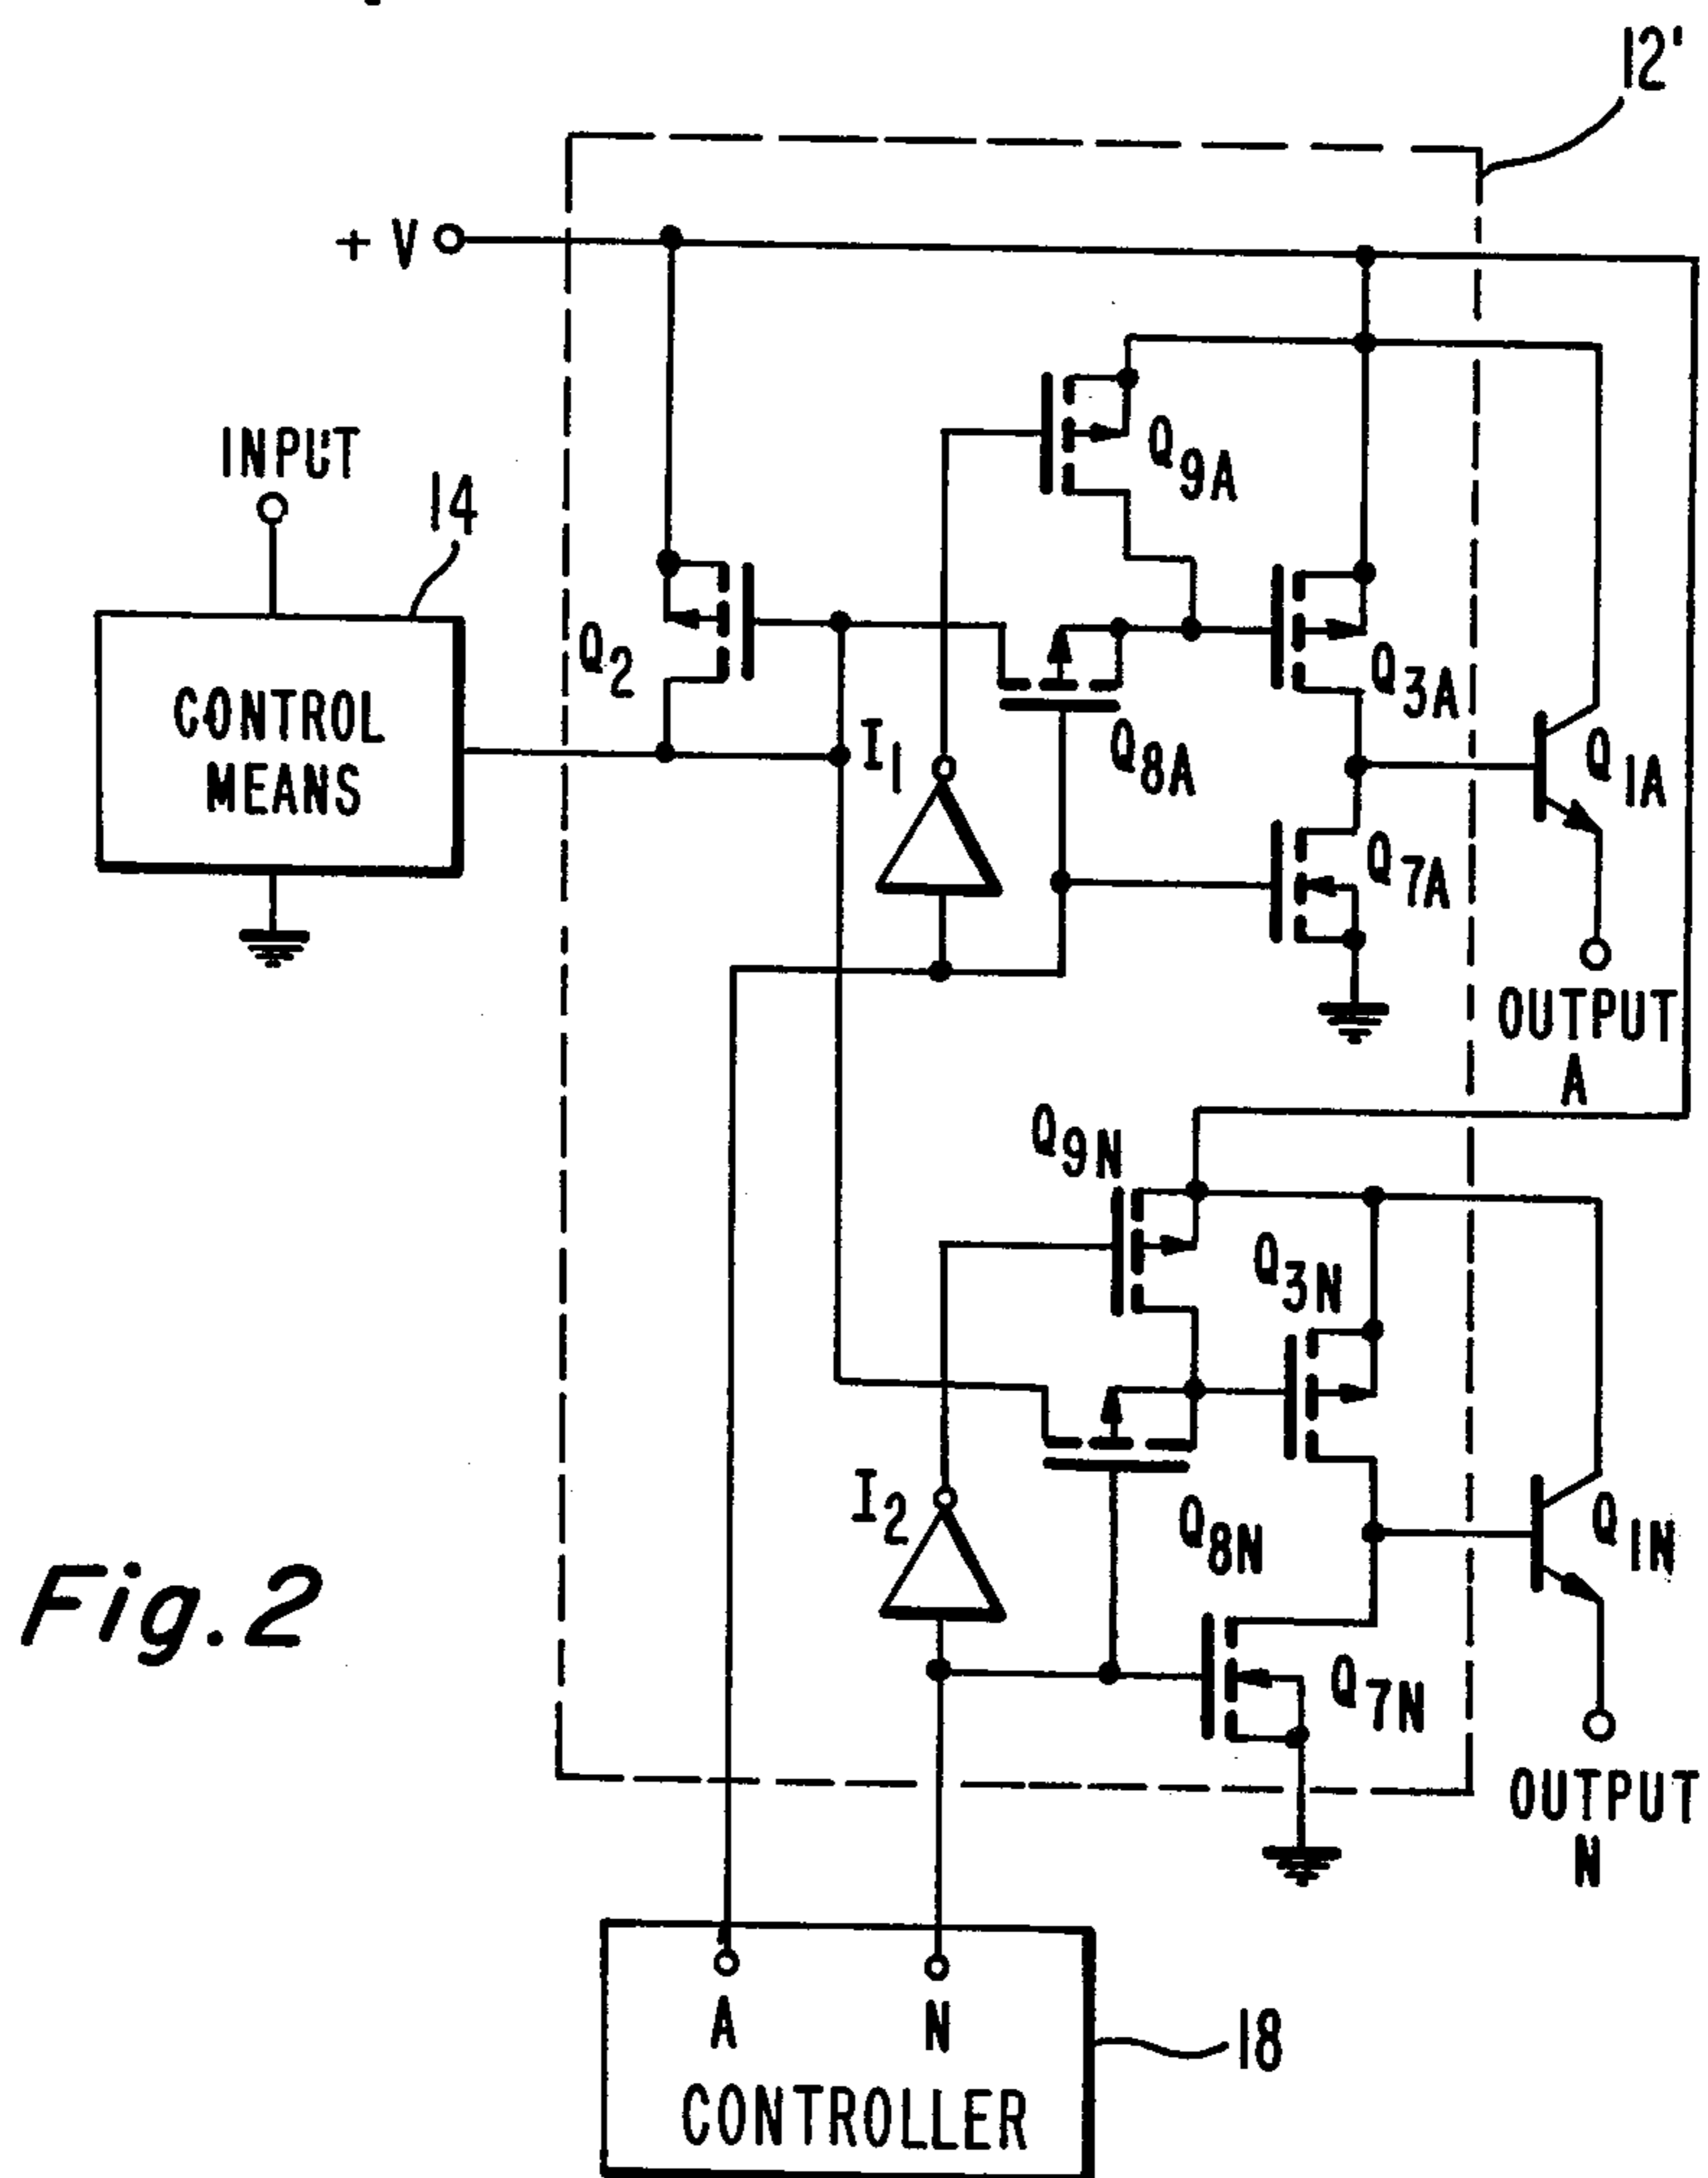 12'
+ V
INPUT
14
Q9A
Q2
Q3A
CONTROL
MEANS
I1
Q8A
Q1A
Q7A
OUTPUT
A
Q9N
Q3N
I2
Q8N
Q1N
Fig.2
Q7N
OUTPUT
N
A
N
18
CONTROLLER